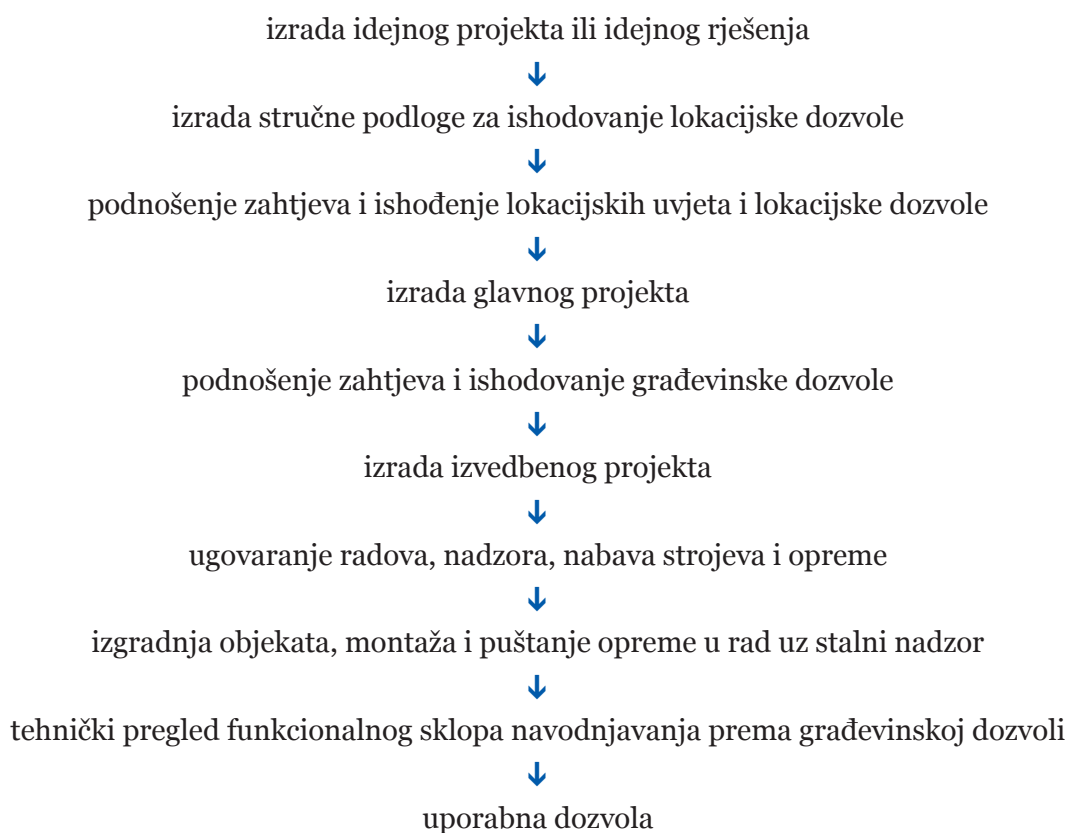 izrada idejnog projekta ili idejnog rješenja
izrada stručne podloge za ishodovanje lokacijske dozvole
podnošenje zahtjeva i ishođenje lokacijskih uvjeta i lokacijske dozvole
izrada glavnog projekta
podnošenje zahtjeva i ishodovanje građevinske dozvole
izrada izvedbenog projekta
ugovaranje radova, nadzora, nabava strojeva i opreme
izgradnja objekata, montaža i puštanje opreme u rad uz stalni nadzor
tehnički pregled funkcionalnog sklopa navodnjavanja prema građevinskoj dozvoli
uporabna dozvola